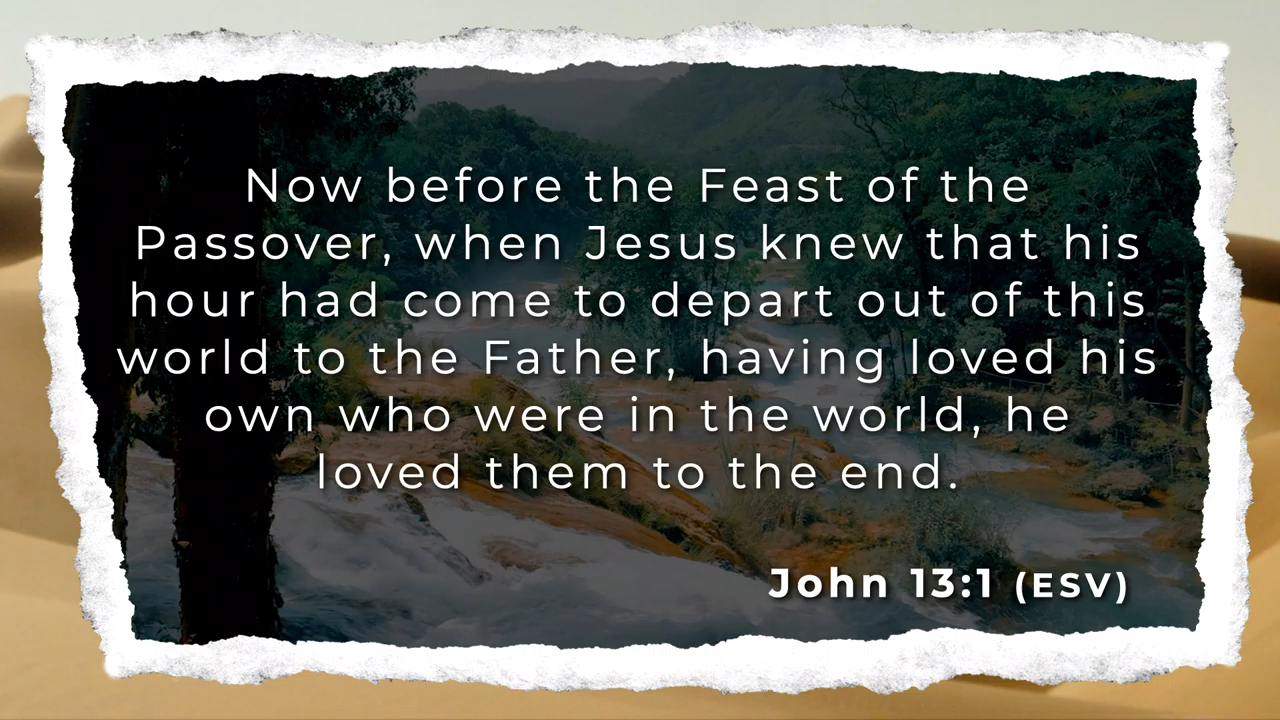 Now before the Feast of the
Passover, when Jesus knew that his
hour had come to depart out of this
world to the Father, having loved his
own who were in the world, he
loved them to the end.
John 13:1 (ESV)